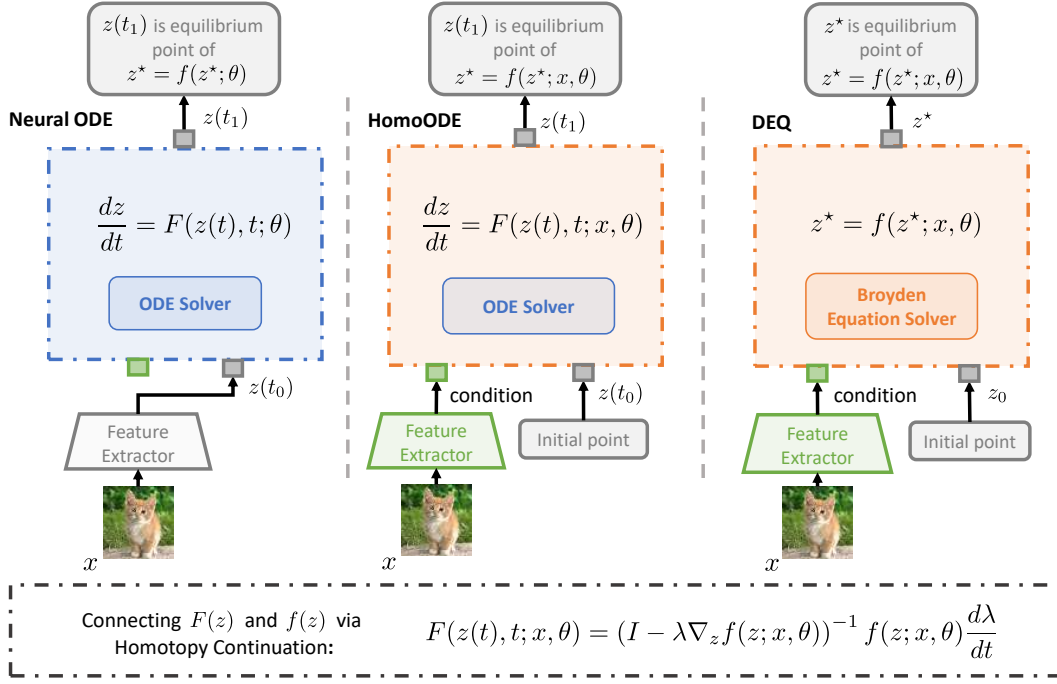 Neural ODE
z(t₁) is equilibrium
point of
z⋆ = f(z⋆; θ)
z(t₁)
dz/dt = F(z(t), t; θ)
ODE Solver
z(t₀)
Feature
Extractor
x
HomoODE
z(t₁) is equilibrium
point of
z⋆ = f(z⋆; x, θ)
z(t₁)
dz/dt = F(z(t), t; x, θ)
ODE Solver
condition
z(t₀)
Feature
Extractor
Initial point
x
DEQ
z⋆ is equilibrium
point of
z⋆ = f(z⋆; x, θ)
z⋆
z⋆ = f(z⋆; x, θ)
Broyden
Equation Solver
condition
z₀
Feature
Extractor
Initial point
x
Connecting F(z) and f(z) via
Homotopy Continuation:
F(z(t), t; x, θ) = (I − λ∇_z f(z; x, θ))⁻¹ f(z; x, θ) dλ/dt